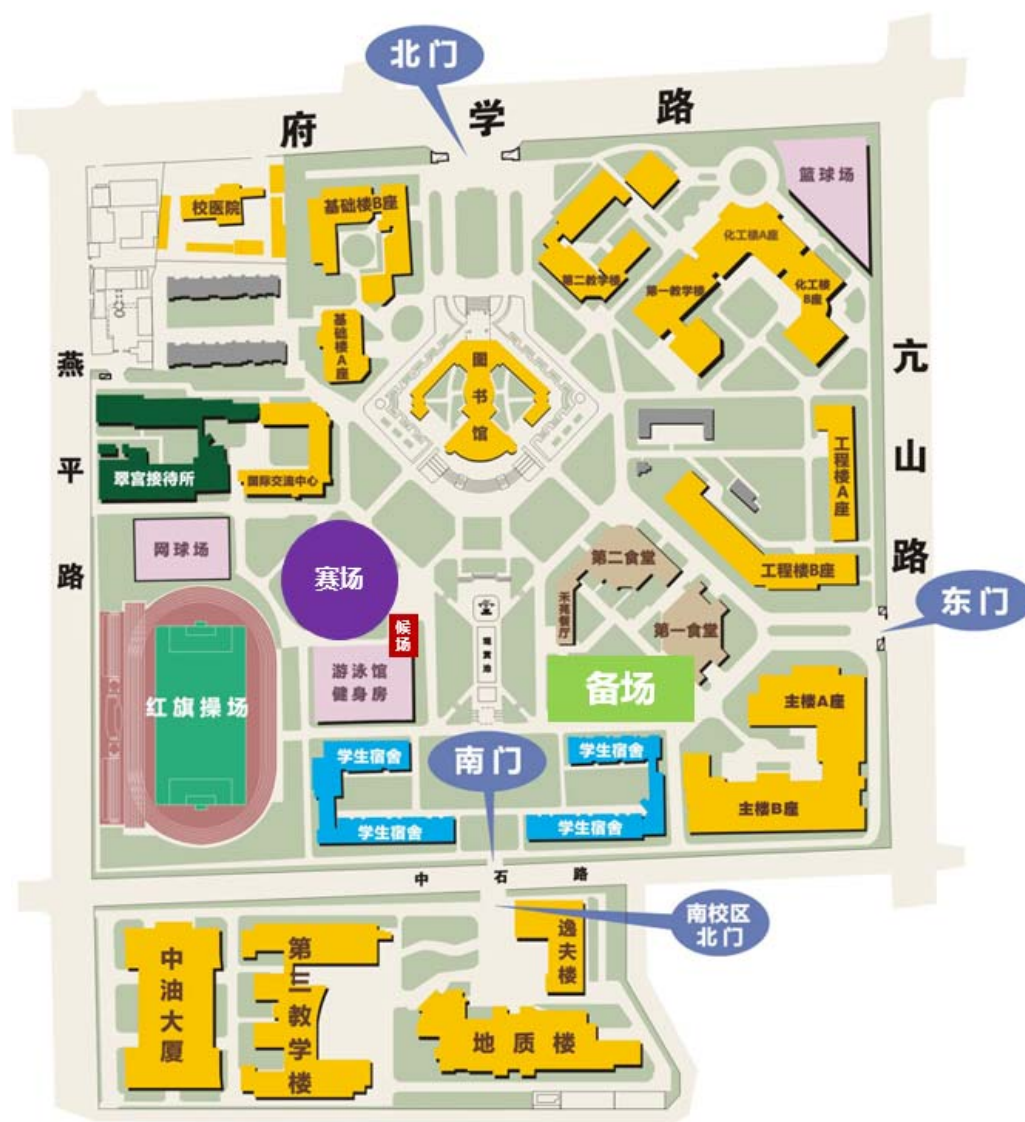 北门
府学路
篮球场
校医院
基础楼B座
化工楼A座
第二教学楼
第一教学楼
化工楼
B座
基础楼A座
图书馆
燕平路
亢山路
工程楼A座
翠宫接待所
国际交流中心
网球场
赛场
第二食堂
工程楼B座
东门
候场
禾苑餐厅
第一食堂
游泳馆
健身房
备场
红旗操场
主楼A座
学生宿舍
南门
学生宿舍
主楼B座
学生宿舍
学生宿舍
中石路
南校区
北门
逸夫楼
中油大厦
第三教学楼
地质楼